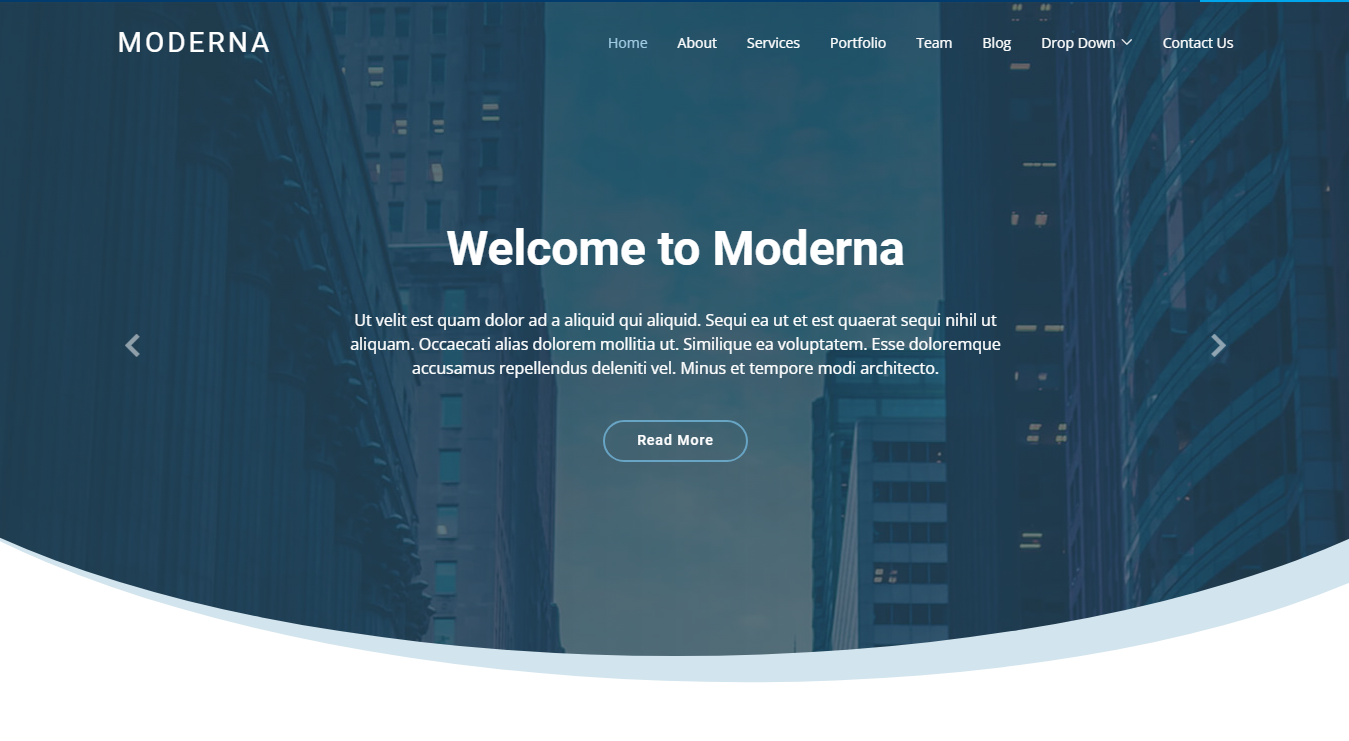 MODERNA
Home About Services Portfolio Team Blog Drop Down Contact Us
Welcome to Moderna
Ut velit est quam dolor ad a aliquid qui aliquid. Sequi ea ut et est quaerat sequi nihil ut
aliquam. Occaecati alias dolorem mollitia ut. Similique ea voluptatem. Esse doloremque
accusamus repellendus deleniti vel. Minus et tempore modi architecto.
Read More